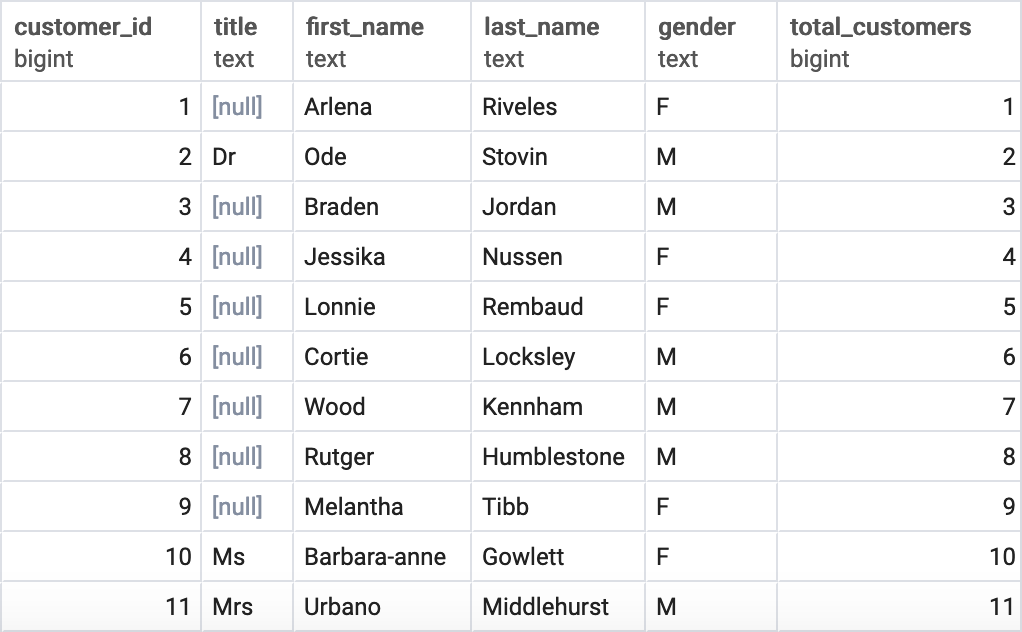 customer_id title first_name last_name gender total_customers
bigint text text text text bigint
1 [null] Arlena Riveles F 1
2 Dr Ode Stovin M 2
3 [null] Braden Jordan M 3
4 [null] Jessika Nussen F 4
5 [null] Lonnie Rembaud F 5
6 [null] Cortie Locksley M 6
7 [null] Wood Kennham M 7
8 [null] Rutger Humblestone M 8
9 [null] Melantha Tibb F 9
10 Ms Barbara-anne Gowlett F 10
11 Mrs Urbano Middlehurst M 11